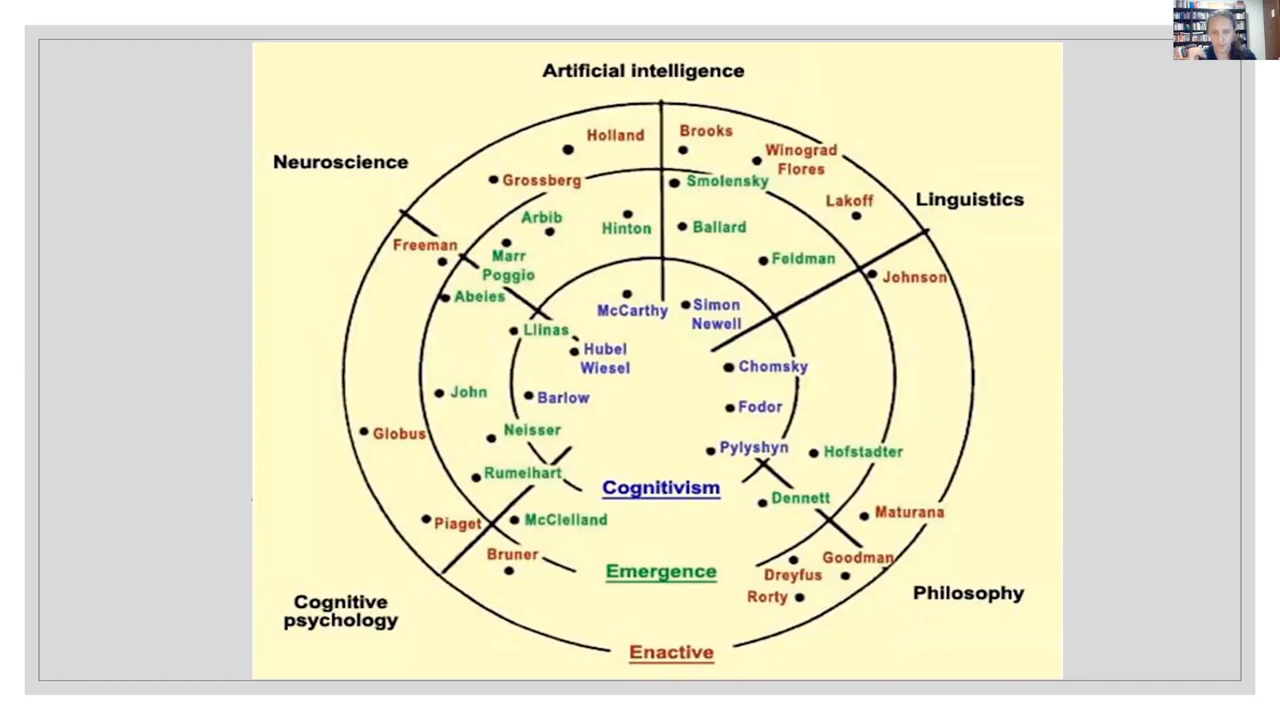 Artificial intelligence
Holland
Brooks
Winograd
Flores
Neuroscience
Grossberg
Smolensky
Lakoff
Linguistics
Arbib
Hinton
Ballard
Freeman
Marr
Poggio
Feldman
Johnson
Abeies
McCarthy
Simon
Newell
Llinas
Hubel
Wiesel
Chomsky
John
Barlow
Fodor
Globus
Neisser
Pylyshyn
Hofstadter
Rumelhart
Cognitivism
Dennett
Piaget
McClelland
Maturana
Bruner
Emergence
Goodman
Dreyfus
Rorty
Philosophy
Cognitive
psychology
Enactive